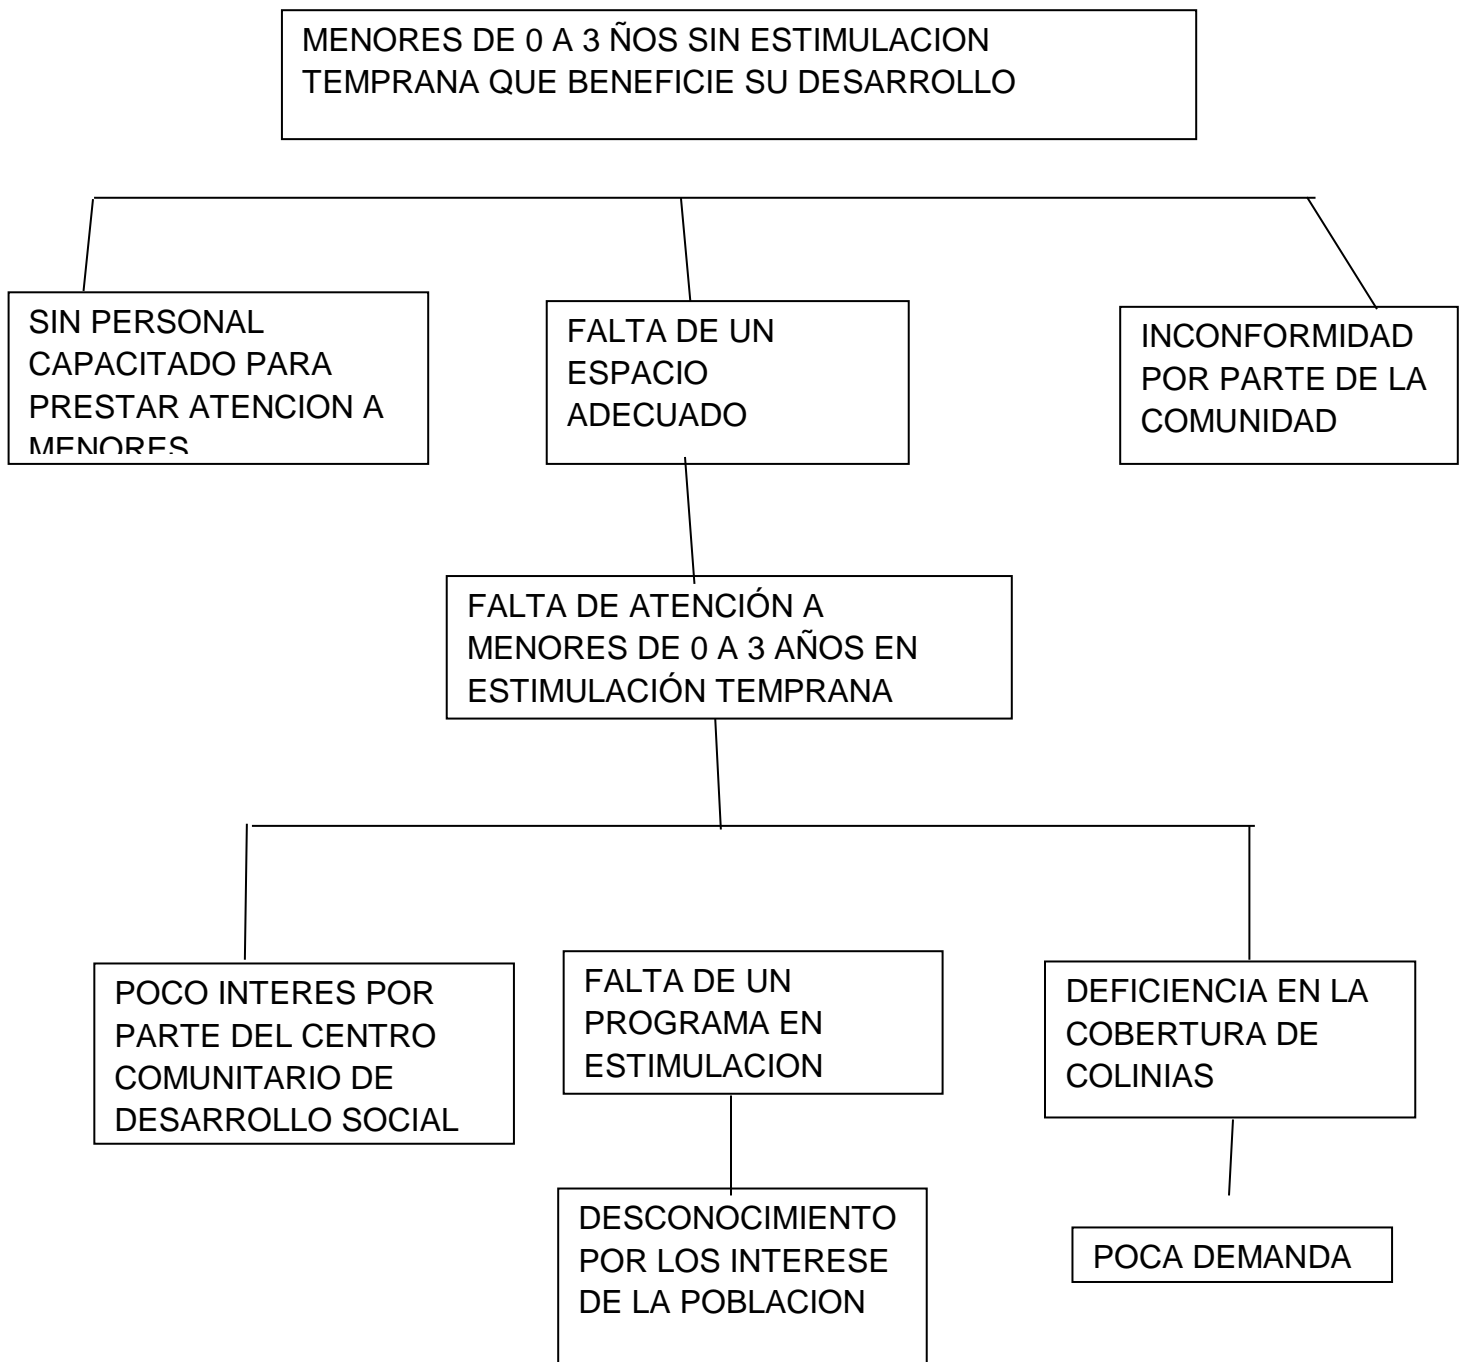 MENORES DE 0 A 3 ÑOS SIN ESTIMULACION
TEMPRANA QUE BENEFICIE SU DESARROLLO
SIN PERSONAL
CAPACITADO PARA
PRESTAR ATENCION A
MENORES
FALTA DE UN
ESPACIO
ADECUADO
INCONFORMIDAD
POR PARTE DE LA
COMUNIDAD
FALTA DE ATENCIÓN A
MENORES DE 0 A 3 AÑOS EN
ESTIMULACIÓN TEMPRANA
POCO INTERES POR
PARTE DEL CENTRO
COMUNITARIO DE
DESARROLLO SOCIAL
FALTA DE UN
PROGRAMA EN
ESTIMULACION
DEFICIENCIA EN LA
COBERTURA DE
COLINIAS
DESCONOCIMIENTO
POR LOS INTERESE
DE LA POBLACION
POCA DEMANDA